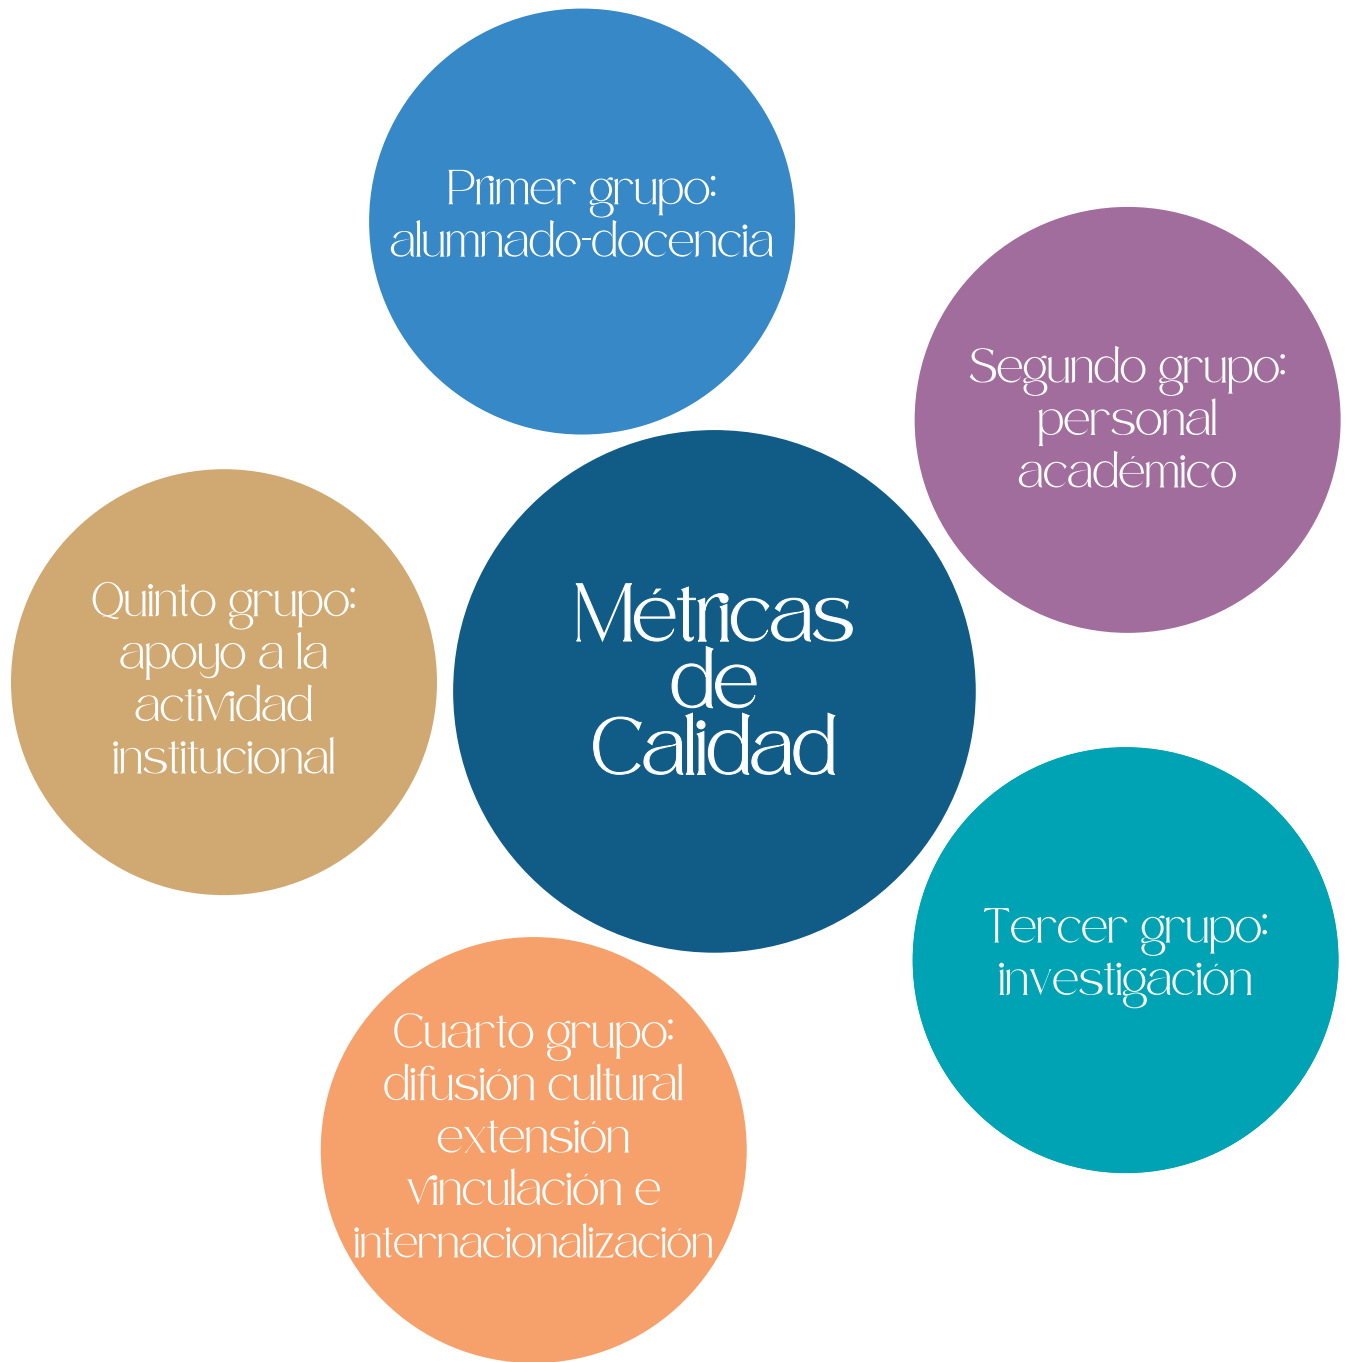 Primer grupo:
alumnado-docencia
Segundo grupo:
personal
académico
Métricas
de
Calidad
Quinto grupo:
apoyo a la
actividad
institucional
Tercer grupo:
investigación
Cuarto grupo:
difusión cultural
extensión
vinculación e
internacionalización